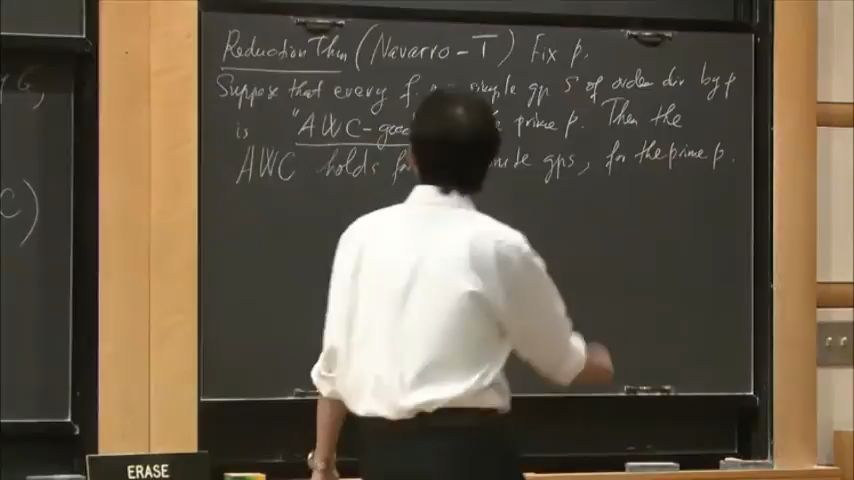 Reduction Thm (Navarro - T) Fix p.
Suppose that every f. simple gp S of order div by p
is "AWC-good prime p. Then the
AWC holds for gps, for the prime p.
G,
C)
ERASE